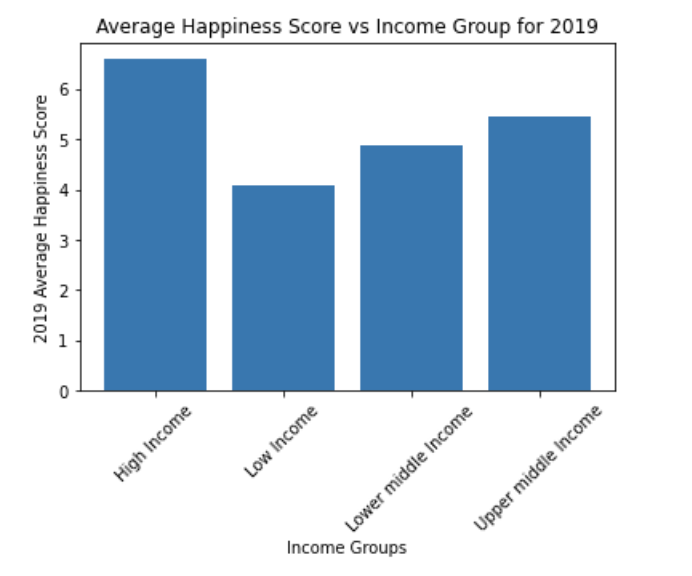 Average Happiness Score vs Income Group for 2019
2019 Average Happiness Score
6
5
4
3
2
1
0
High Income
Low Income
Lower middle Income
Upper middle Income
Income Groups